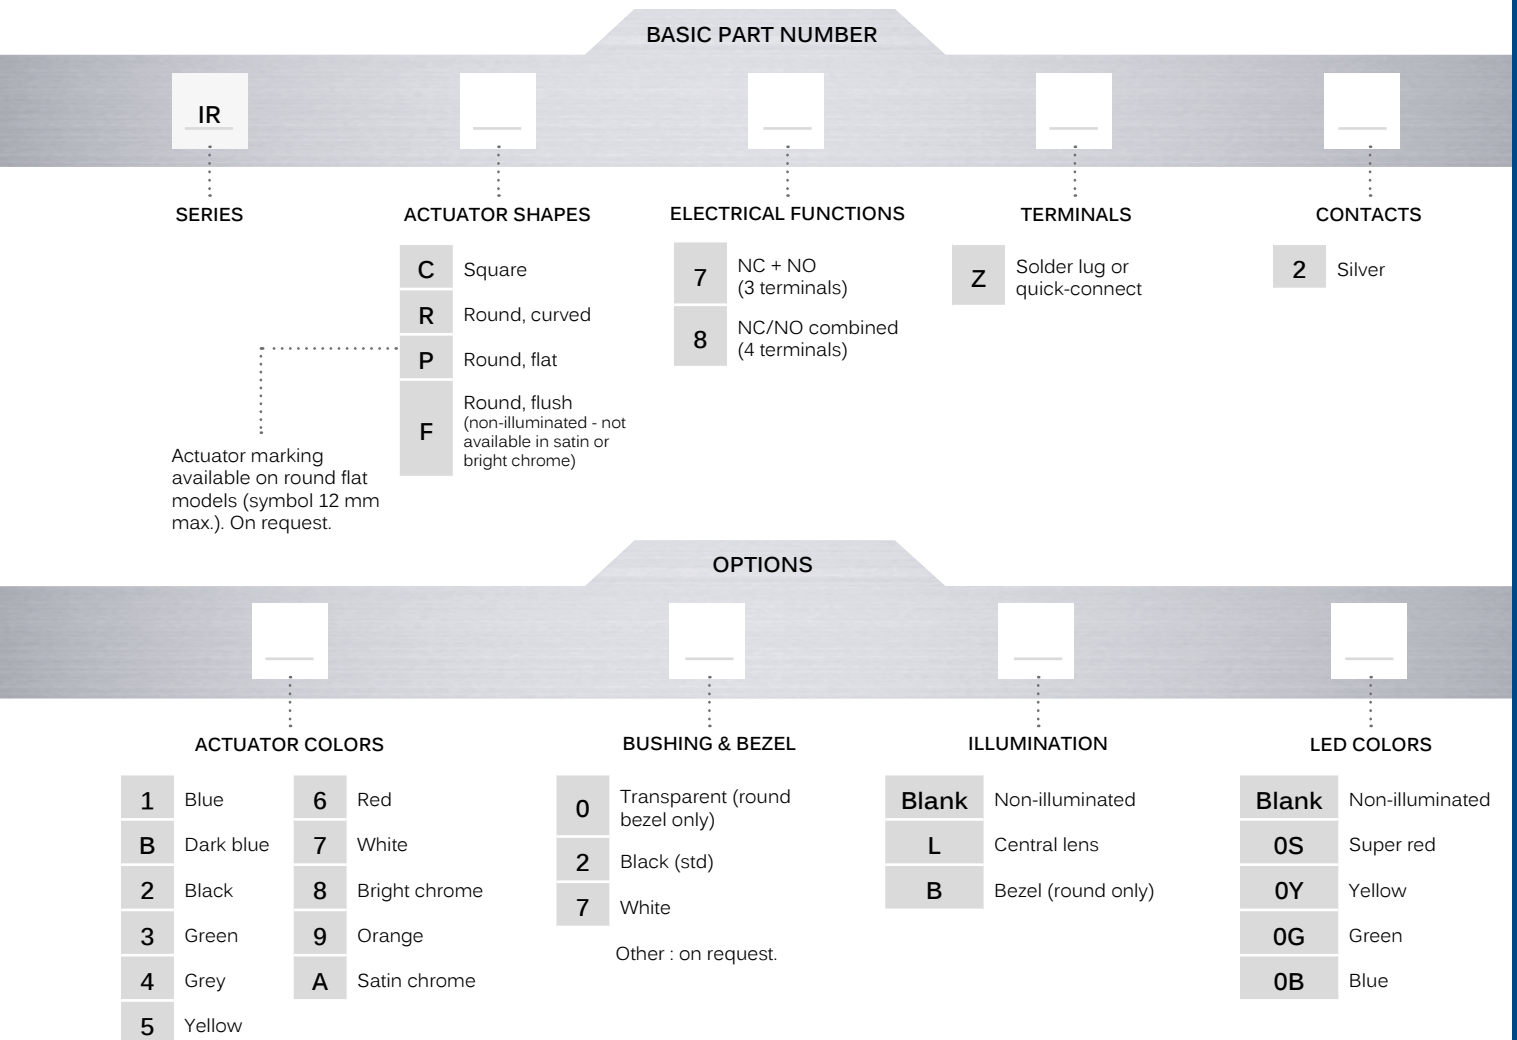 BASIC PART NUMBER
IR
SERIES
ACTUATOR SHAPES
C Square
R Round, curved
P Round, flat
F Round, flush
(non-illuminated - not
available in satin or
bright chrome)
Actuator marking
available on round flat
models (symbol 12 mm
max.). On request.
ELECTRICAL FUNCTIONS
7 NC + NO
(3 terminals)
8 NC/NO combined
(4 terminals)
TERMINALS
Z Solder lug or
quick-connect
CONTACTS
2 Silver
OPTIONS
ACTUATOR COLORS
1 Blue
B Dark blue
2 Black
3 Green
4 Grey
5 Yellow
6 Red
7 White
8 Bright chrome
9 Orange
A Satin chrome
BUSHING & BEZEL
0 Transparent (round
bezel only)
2 Black (std)
7 White
Other : on request.
ILLUMINATION
Blank Non-illuminated
L Central lens
B Bezel (round only)
LED COLORS
Blank Non-illuminated
0S Super red
0Y Yellow
0G Green
0B Blue